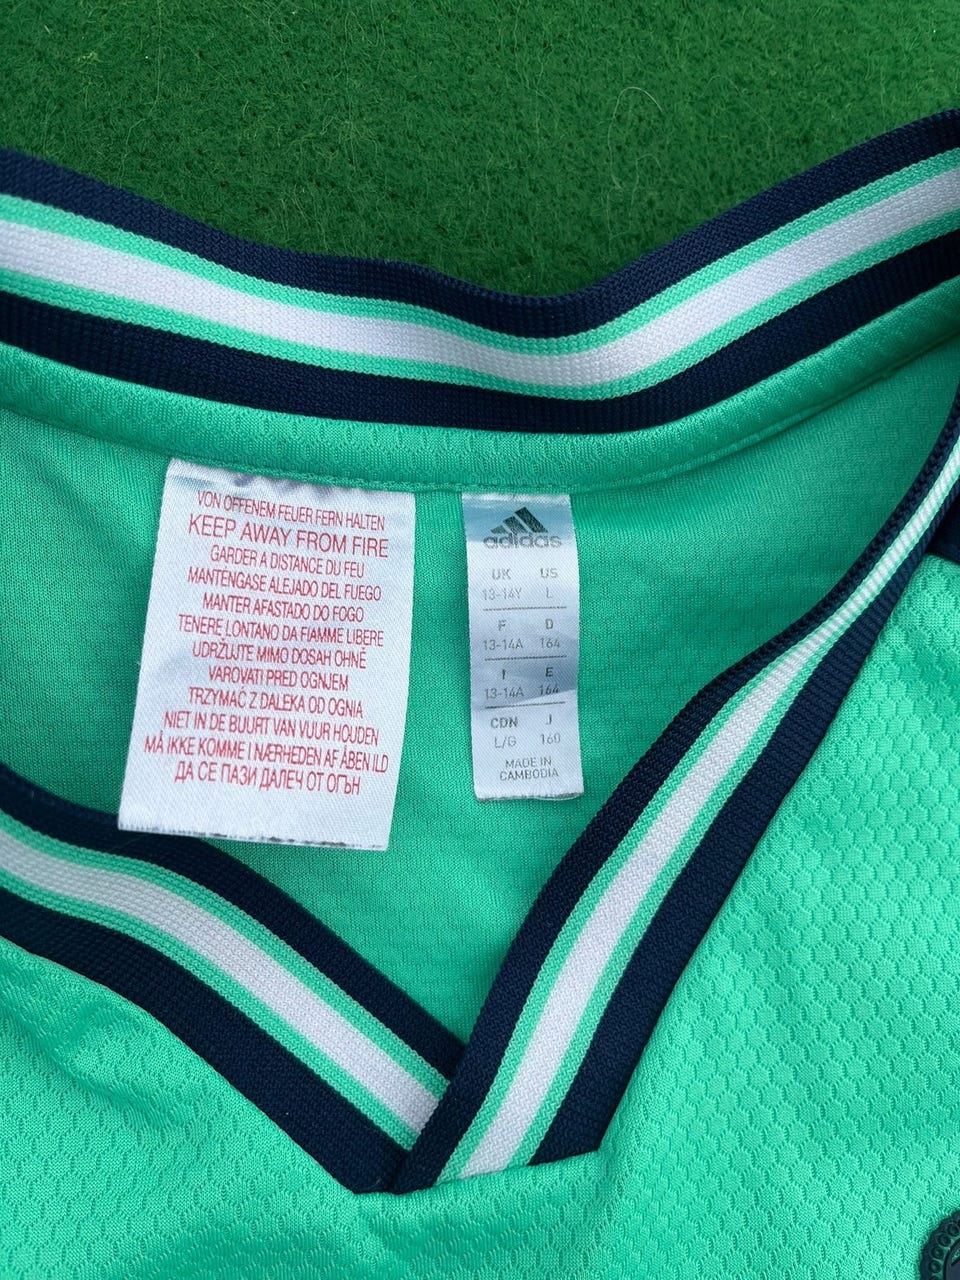 VON OFFENEM FEUER FERN HALTEN
KEEP AWAY FROM FIRE
GARDER A DISTANCE DU FEU
MANTÉNGASE ALEJADO DEL FUEGO
MANTER AFASTADO DO FOGO
TENERE LONTANO DA FIAMME LIBERE
UDRŽUJTE MIMO DOSAH OHNĚ
VAROVATI PRED OGNJEM
TRZYMAĆ Z DALEKA OD OGNIA
NIET IN DE BUURT VAN VUUR HOUDEN
MÅ IKKE KOMME I NÆRHEDEN AF ÅBEN ILD
ДА СЕ ПАЗИ ДАЛЕЧ ОТ ОГЪН
adidas
UK US
13-14Y L
F D
13-14A 164
I E
13-14A 164
CDN J
L/G 160
MADE IN
CAMBODIA